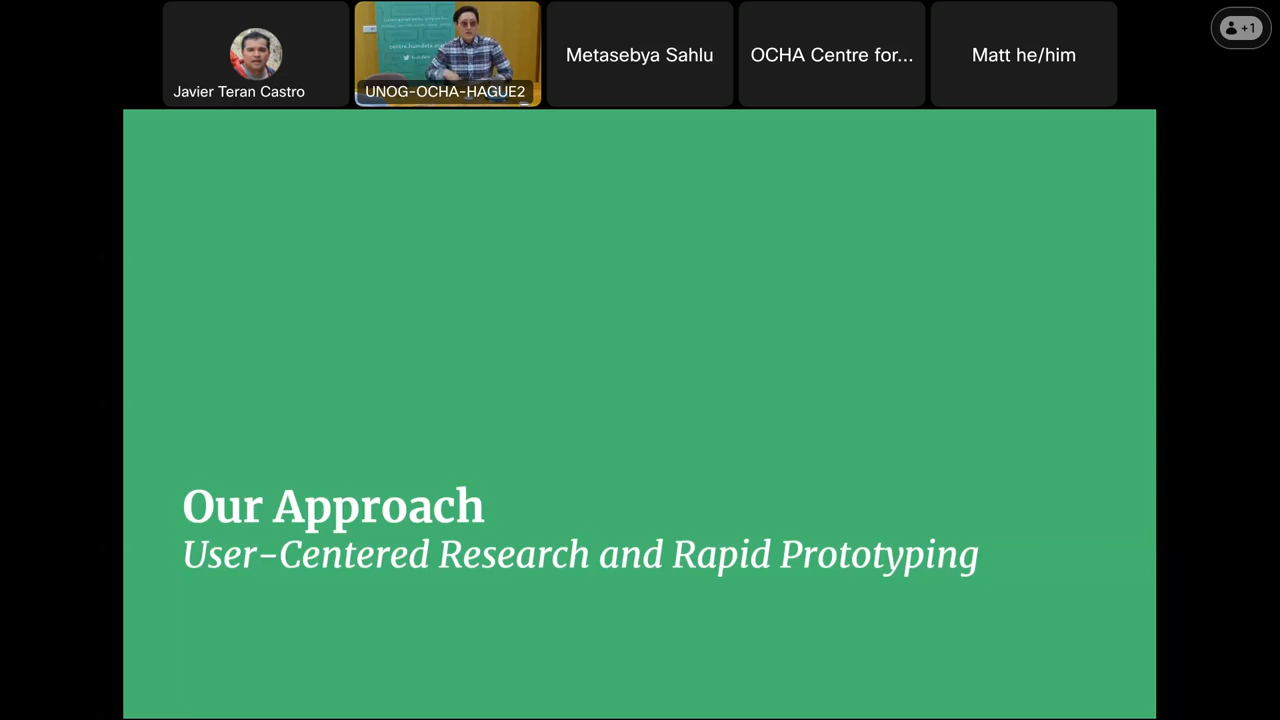 Javier Teran Castro
UNOG-OCHA-HAGUE2
Metasebya Sahlu
OCHA Centre for...
Matt he/him
+1
Our Approach
User-Centered Research and Rapid Prototyping